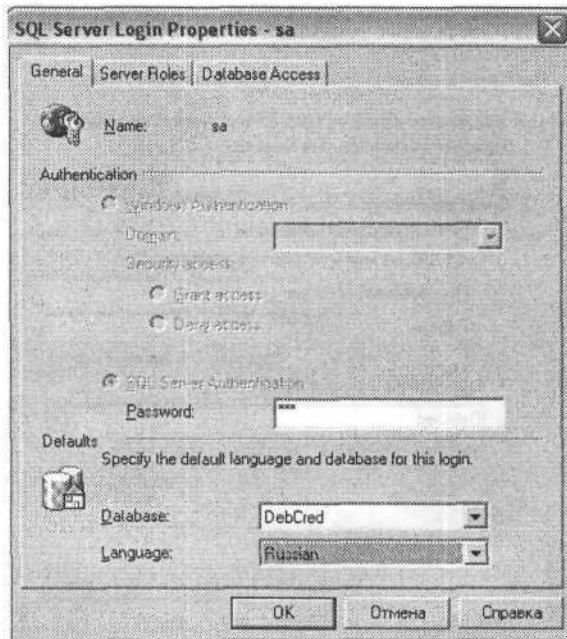 SQL Server Login Properties - sa
General Server Roles Database Access
Name: sa
Authentication
Windows Authentication
Domain:
Security access:
Grant access
Deny access
SQL Server Authentication
Password: ***
Defaults
Specify the default language and database for this login.
Database: DebCred
Language: Russian
OK Отмена Справка